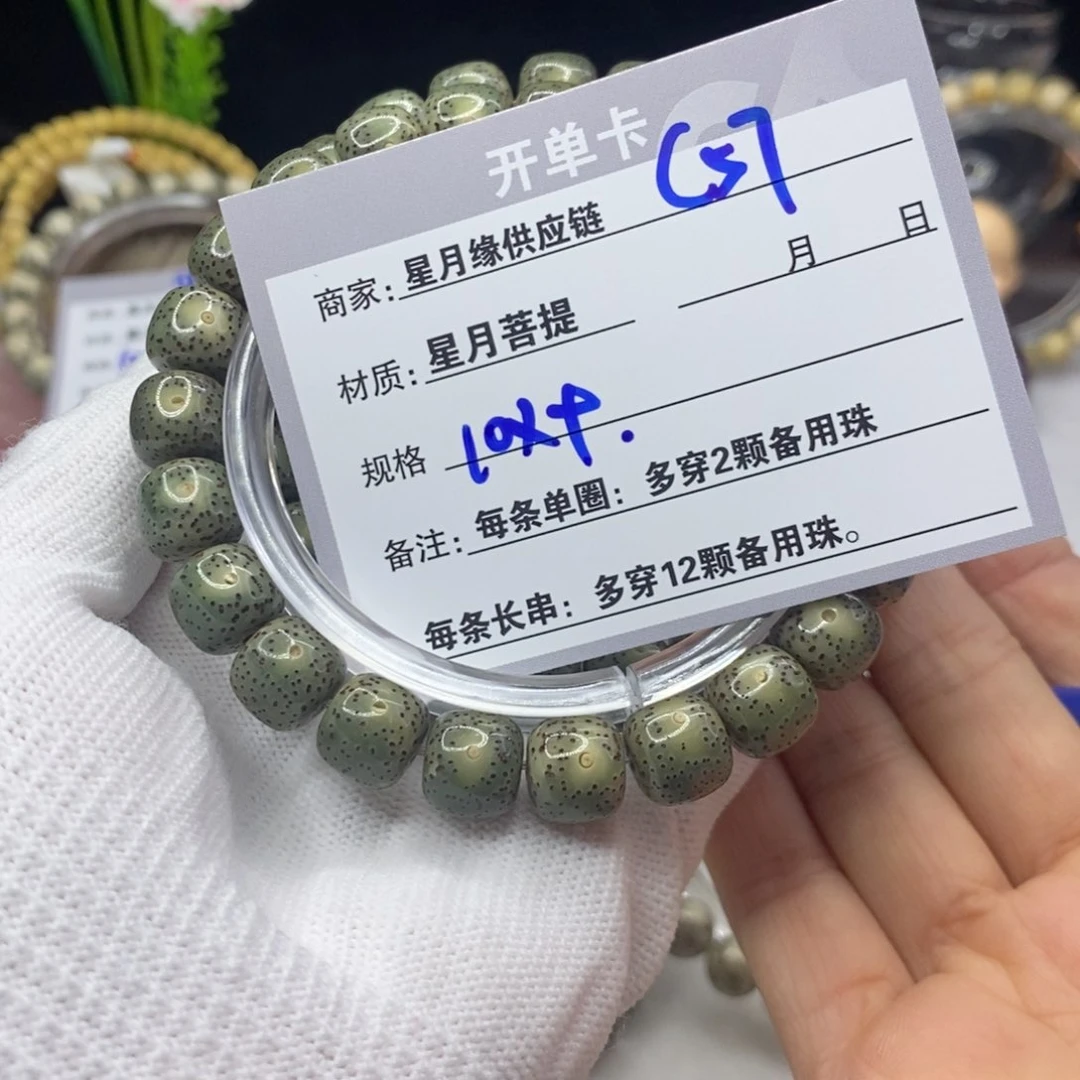 开单卡
商家:星月缘供应链
月 日
材质:星月菩提
规格
备注:每条单圈:多穿2颗备用珠
每条长串:多穿12颗备用珠。